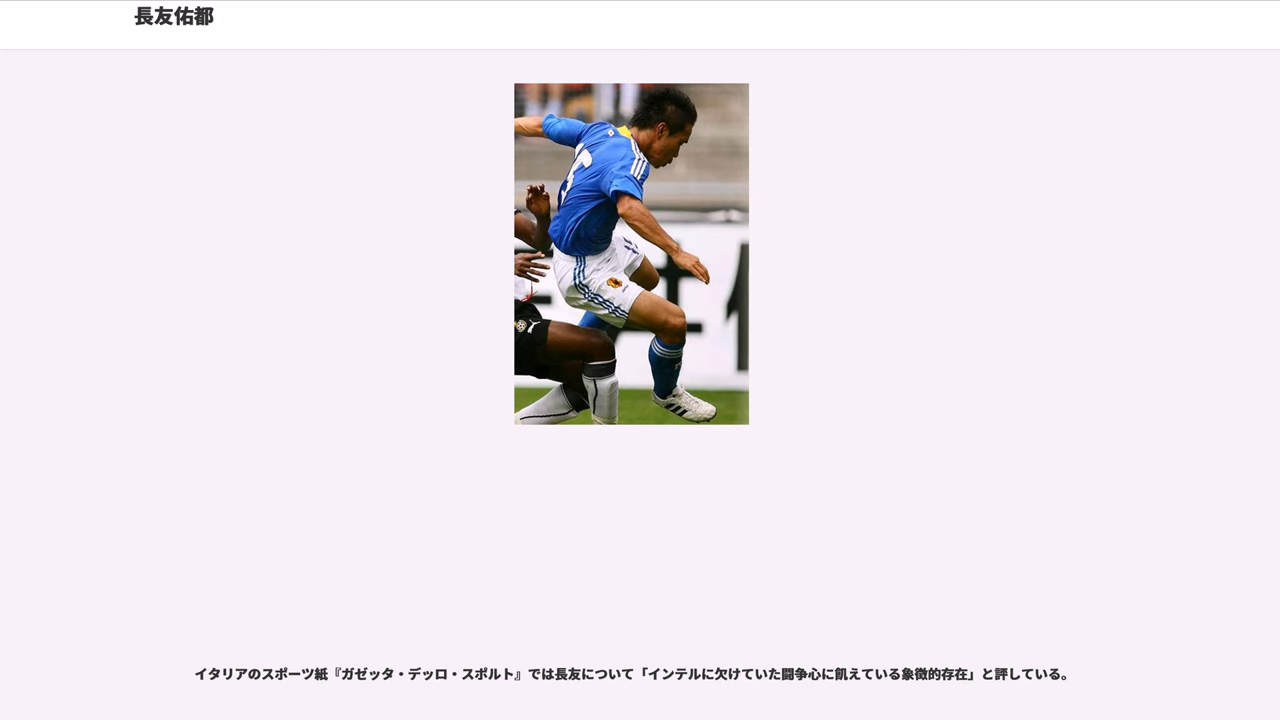 長友佑都
15
イタリアのスポーツ紙『ガゼッタ・デッロ・スポルト』では長友について「インテルに欠けていた闘争心に飢えている象徴的存在」と評している。